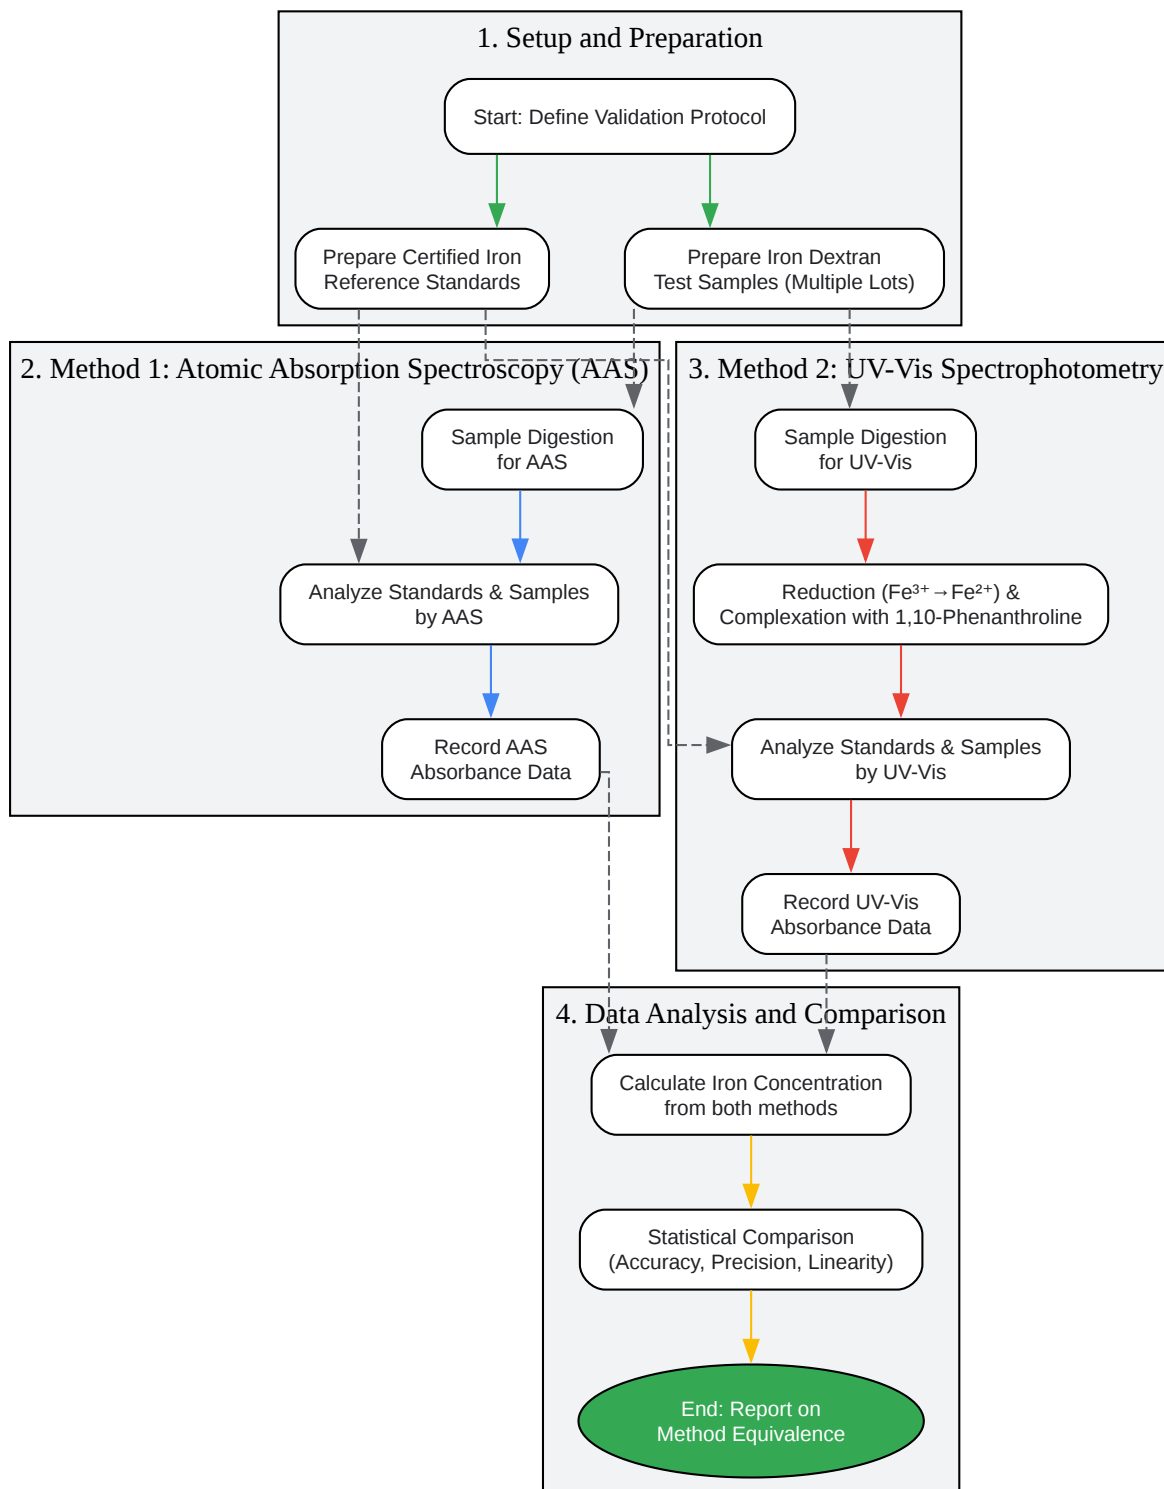 1. Setup and Preparation
Start: Define Validation Protocol
Prepare Certified Iron
Reference Standards
Prepare Iron Dextran
Test Samples (Multiple Lots)
2. Method 1: Atomic Absorption Spectroscopy (AAS)
Sample Digestion
for AAS
Analyze Standards & Samples
by AAS
Record AAS
Absorbance Data
3. Method 2: UV-Vis Spectrophotometry
Sample Digestion
for UV-Vis
Reduction (Fe³⁺→Fe²⁺) &
Complexation with 1,10-Phenanthroline
Analyze Standards & Samples
by UV-Vis
Record UV-Vis
Absorbance Data
4. Data Analysis and Comparison
Calculate Iron Concentration
from both methods
Statistical Comparison
(Accuracy, Precision, Linearity)
End: Report on
Method Equivalence